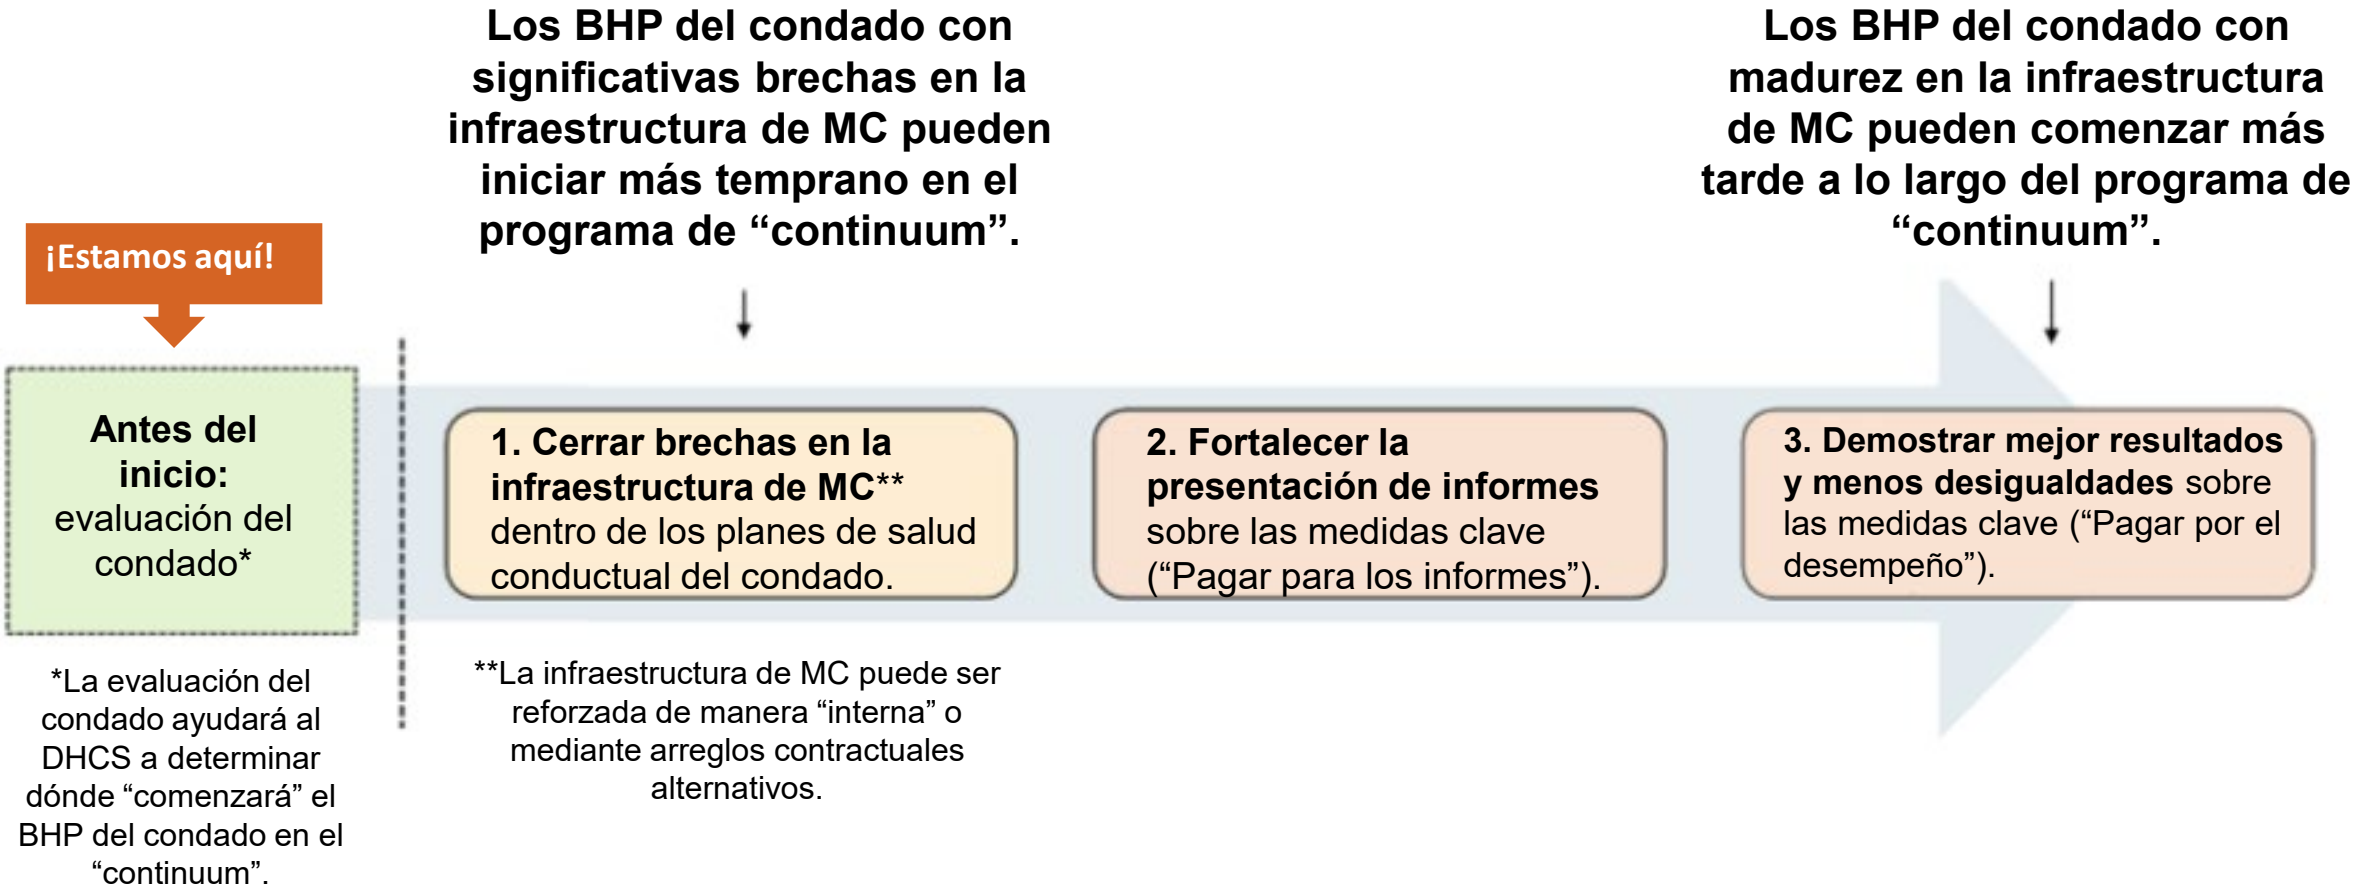 Los BHP del condado con
significativas brechas en la
infraestructura de MC pueden
iniciar más temprano en el
programa de “continuum”.
Los BHP del condado con
madurez en la infraestructura
de MC pueden comenzar más
tarde a lo largo del programa de
“continuum”.
¡Estamos aquí!
Antes del
inicio:
evaluación del
condado*
1. Cerrar brechas en la
infraestructura de MC**
dentro de los planes de salud
conductual del condado.
2. Fortalecer la
presentación de informes
sobre las medidas clave
(“Pagar para los informes”).
3. Demostrar mejor resultados
y menos desigualdades sobre
las medidas clave (“Pagar por el
desempeño”).
*La evaluación del
condado ayudará al
DHCS a determinar
dónde “comenzará” el
BHP del condado en el
“continuum”.
**La infraestructura de MC puede ser
reforzada de manera “interna” o
mediante arreglos contractuales
alternativos.